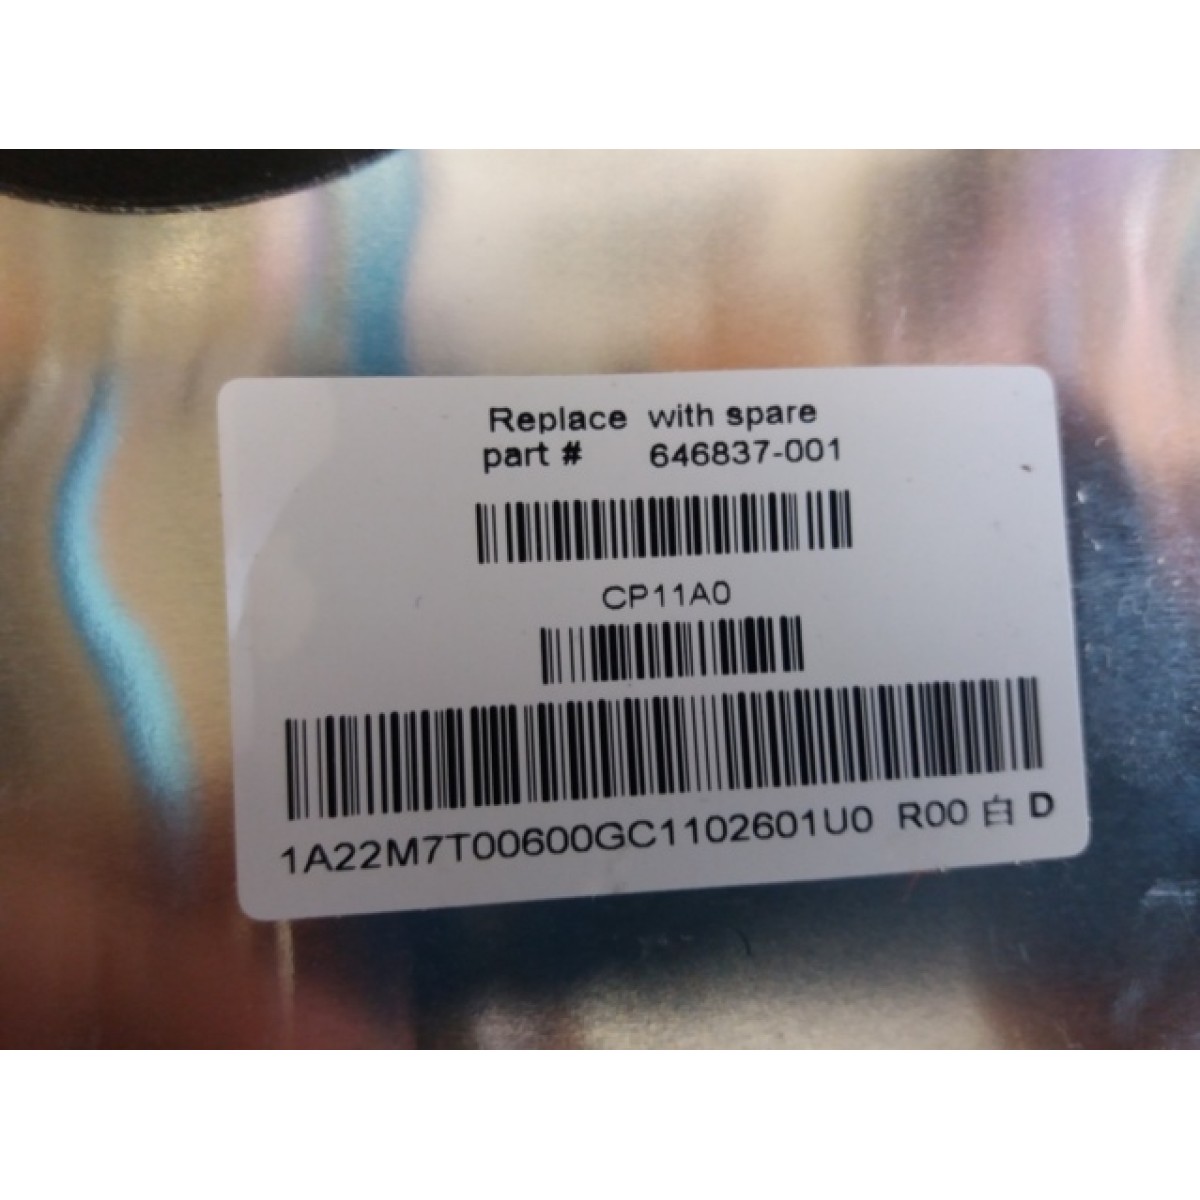 Replace with spare
part # 646837-001
CP11A0
1A22M7T00600GC1102601U0 R00 白 D